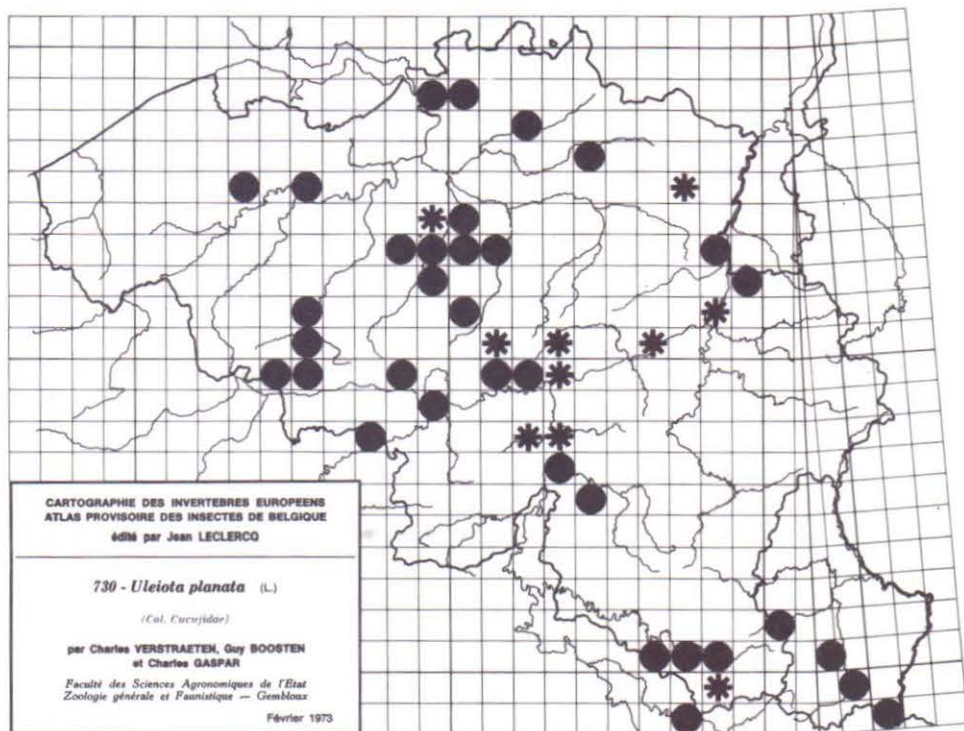 CARTOGRAPHIE DES INVERTEBRES EUROPEENS
ATLAS PROVISOIRE DES INSECTES DE BELGIQUE
édité par Jean LECLERCQ
730 - Uleiota planata (L.)
(Col. Cucujidae)
par Charles VERSTRAETEN, Guy BOOSTEN
et Charles GASPAR
Faculté des Sciences Agronomiques de l'Etat
Zoologie générale et Faunistique — Gembloux
Février 1973